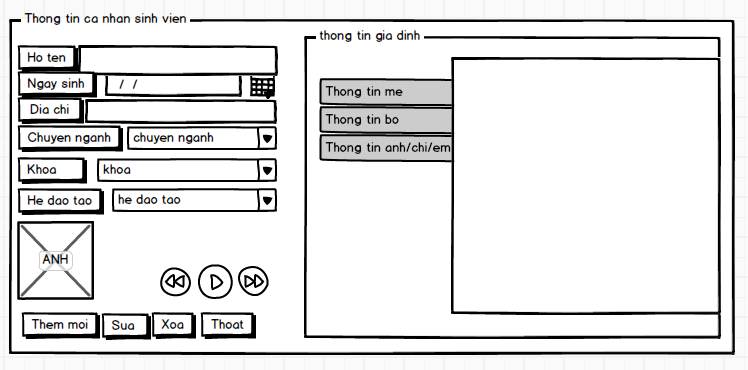 Thong tin ca nhan sinh vien
Ho ten
Ngay sinh
/ /
Dia chi
Chuyen nganh
chuyen nganh
Khoa
khoa
He dao tao
he dao tao
ANH
Them moi
Sua
Xoa
Thoat
thong tin gia dinh
Thong tin me
Thong tin bo
Thong tin anh/chi/em